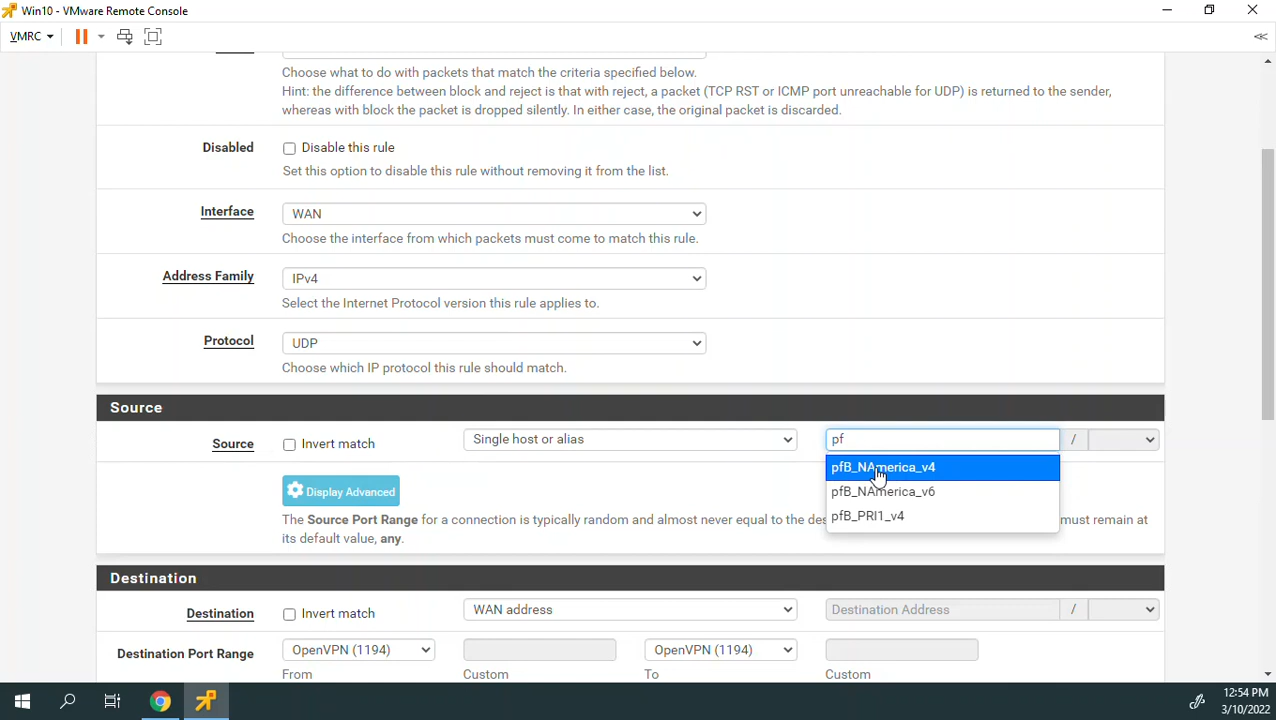 Win10 - VMware Remote Console
VMRC
Choose what to do with packets that match the criteria specified below.
Hint: the difference between block and reject is that with reject, a packet (TCP RST or ICMP port unreachable for UDP) is returned to the sender,
whereas with block the packet is dropped silently. In either case, the original packet is discarded.
Disabled
Disable this rule
Set this option to disable this rule without removing it from the list.
Interface
WAN
Choose the interface from which packets must come to match this rule.
Address Family
IPv4
Select the Internet Protocol version this rule applies to.
Protocol
UDP
Choose which IP protocol this rule should match.
Source
Source
Invert match
Single host or alias
pf
/
pfB_NAmerica_v4
pfB_NAmerica_v6
pfB_PRI1_v4
Display Advanced
The Source Port Range for a connection is typically random and almost never equal to the des must remain at
its default value, any.
Destination
Destination
Invert match
WAN address
Destination Address
/
Destination Port Range
OpenVPN (1194)
OpenVPN (1194)
From
Custom
To
Custom
12:54 PM
3/10/2022